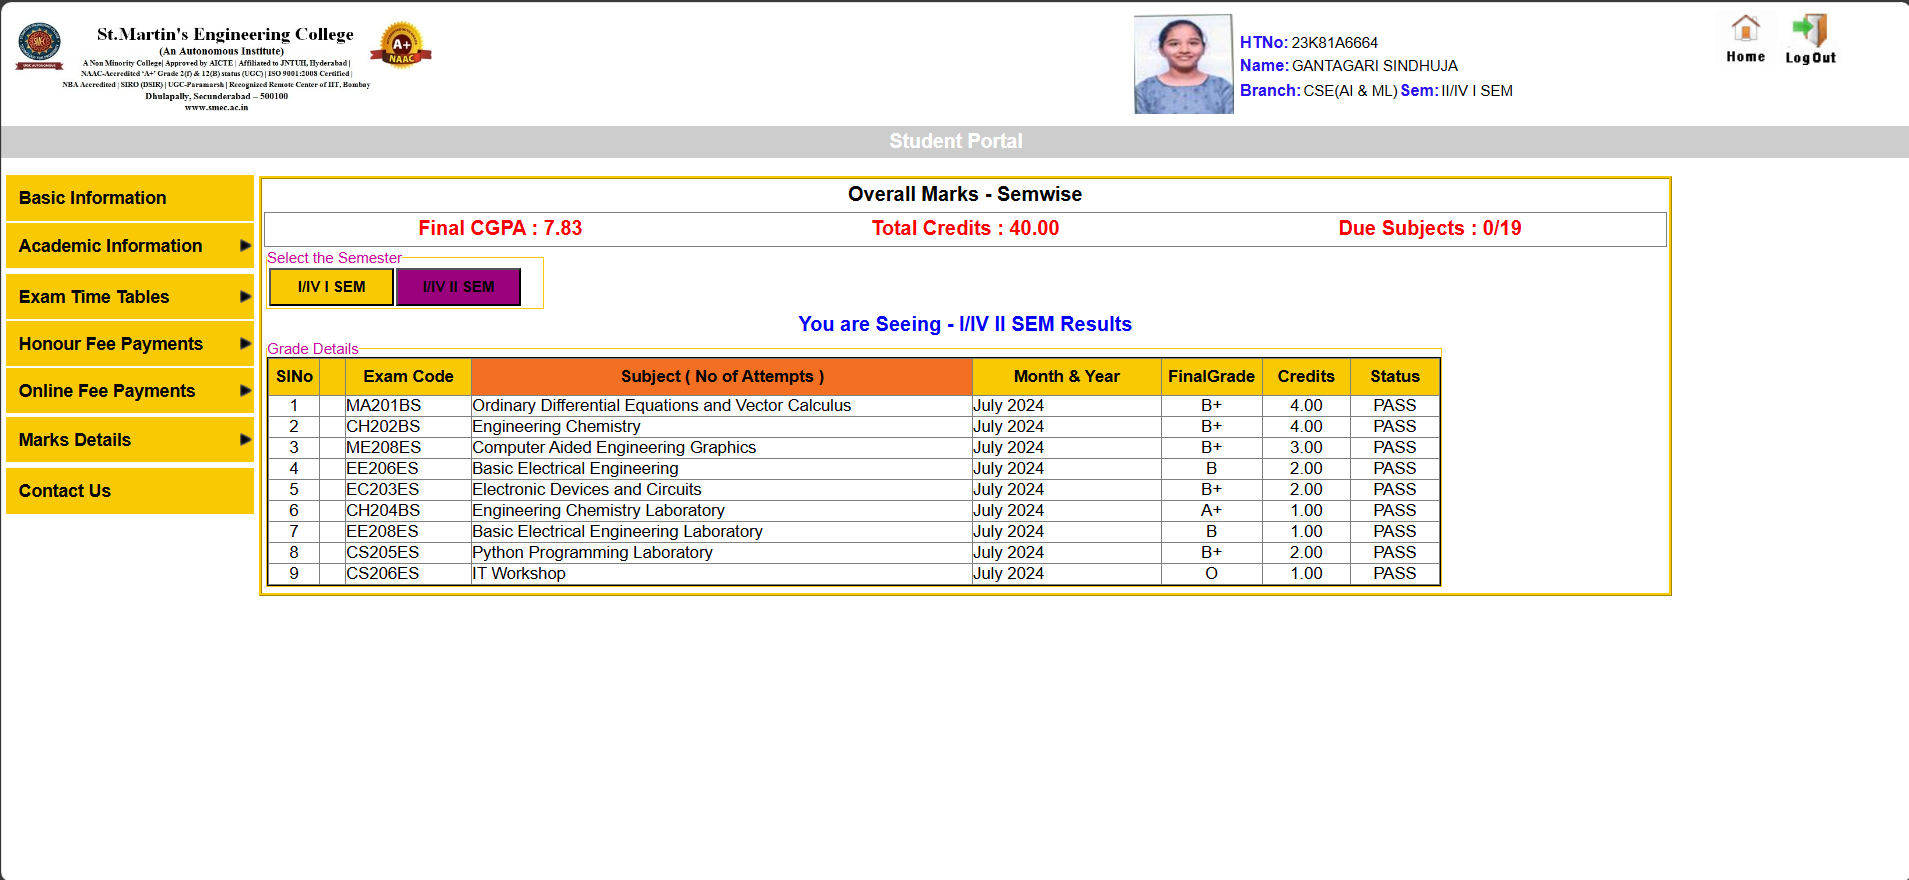 St.Martin's Engineering College
(An Autonomous Institute)
A Non Minority College| Approved by AICTE | Affiliated to JNTUH, Hyderabad |
NAAC-Accredited 'A+' Grade 2(f) & 12(B) status (UGC) | ISO 9001:2008 Certified |
NBA Accredited | SIRO (DSIR) | UGC-Paramarsh | Recognized Remote Center of IIT, Bombay
Dhulapally, Secunderabad – 500100
www.smec.ac.in
A+
NAAC
HTNo: 23K81A6664
Name: GANTAGARI SINDHUJA
Branch: CSE(AI & ML) Sem: II/IV I SEM
Home
LogOut
Student Portal
Basic Information
Academic Information
Exam Time Tables
Honour Fee Payments
Online Fee Payments
Marks Details
Contact Us
Overall Marks - Semwise
Final CGPA : 7.83 Total Credits : 40.00 Due Subjects : 0/19
Select the Semester
I/IV I SEM I/IV II SEM
You are Seeing - I/IV II SEM Results
Grade Details
SlNo Exam Code Subject ( No of Attempts ) Month & Year FinalGrade Credits Status
1 MA201BS Ordinary Differential Equations and Vector Calculus July 2024 B+ 4.00 PASS
2 CH202BS Engineering Chemistry July 2024 B+ 4.00 PASS
3 ME208ES Computer Aided Engineering Graphics July 2024 B+ 3.00 PASS
4 EE206ES Basic Electrical Engineering July 2024 B 2.00 PASS
5 EC203ES Electronic Devices and Circuits July 2024 B+ 2.00 PASS
6 CH204BS Engineering Chemistry Laboratory July 2024 A+ 1.00 PASS
7 EE208ES Basic Electrical Engineering Laboratory July 2024 B 1.00 PASS
8 CS205ES Python Programming Laboratory July 2024 B+ 2.00 PASS
9 CS206ES IT Workshop July 2024 O 1.00 PASS